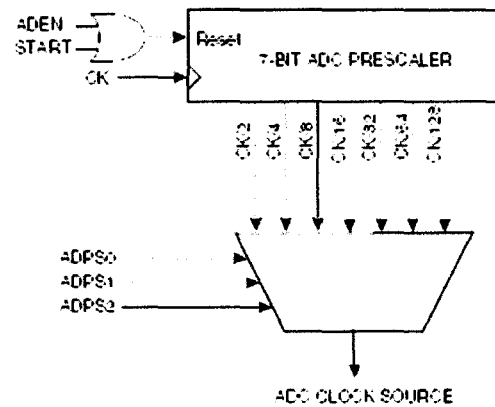 ADEN
START
Reset
7-BIT ADC PRESCALER
CK
CK/2
CK/4
CK/8
CK/16
CK/32
CK/64
CK/128
ADPS0
ADPS1
ADPS2
ADC CLOCK SOURCE